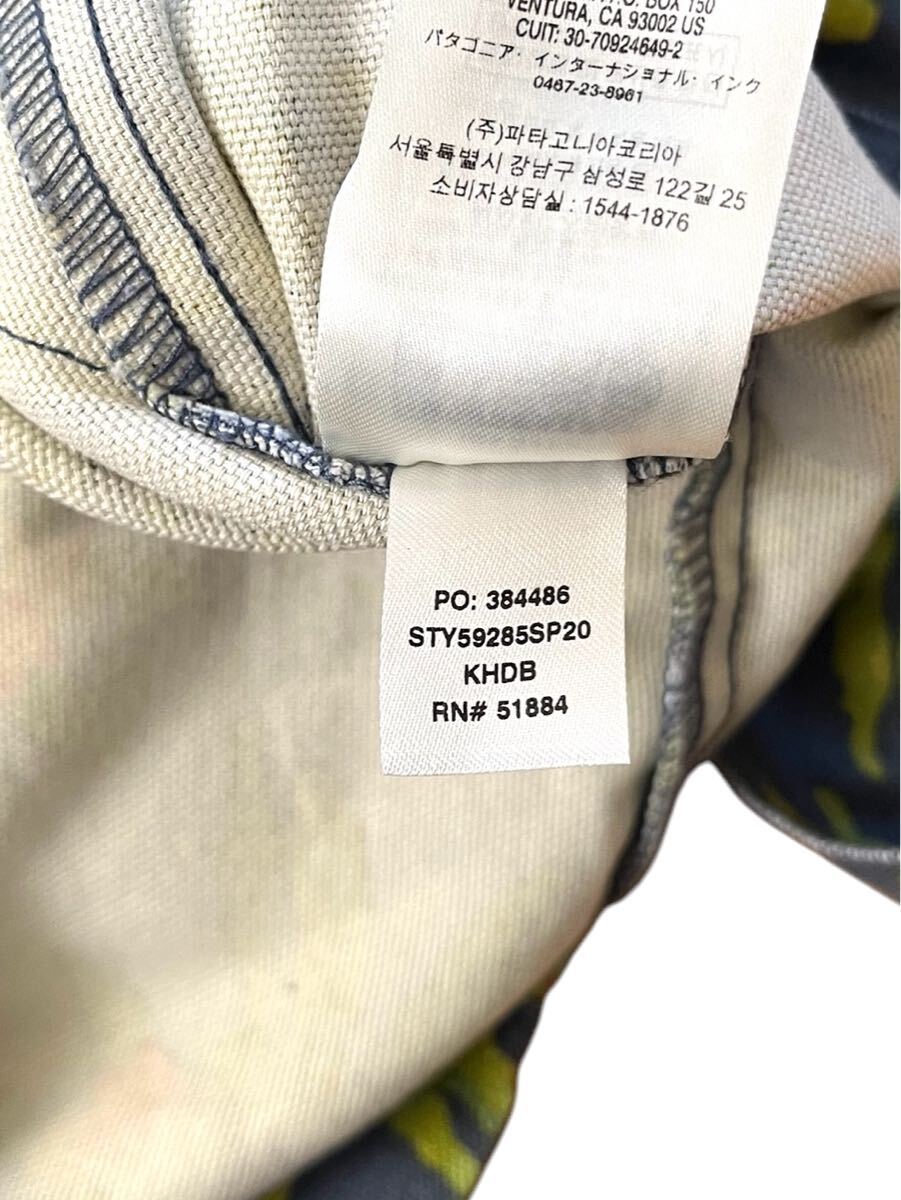 BOX 150
VENTURA, CA 93002 US
CUIT: 30-70924649-2
パタゴニア・インターナショナル・インク
0467-23-8961
(주)파타고니아코리아
서울특별시 강남구 삼성로 122길 25
소비자상담실 : 1544-1876
PO: 384486
STY59285SP20
KHDB
RN# 51884